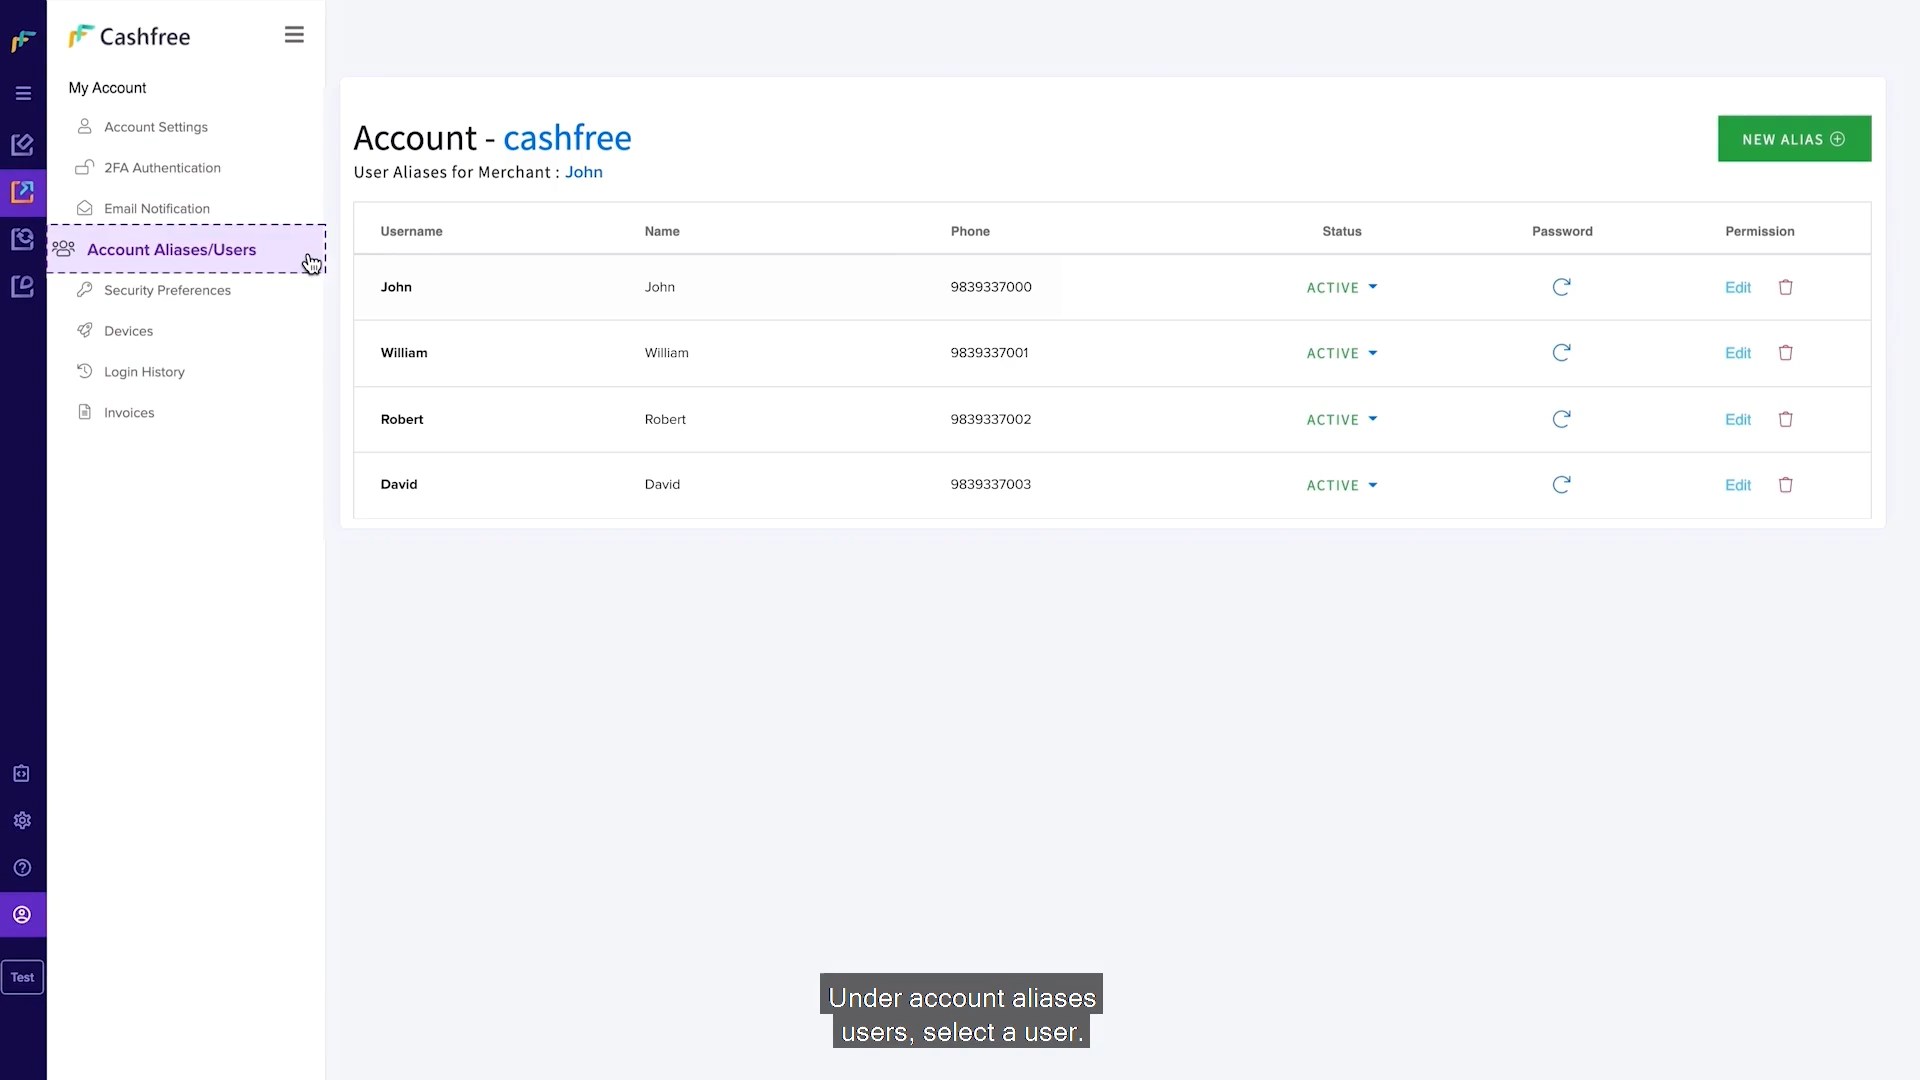 Cashfree
My Account
Account Settings
2FA Authentication
Email Notification
Account Aliases/Users
Security Preferences
Devices
Login History
Invoices
Test
Account - cashfree
User Aliases for Merchant : John
NEW ALIAS
Username Name Phone Status Password Permission
John John 9839337000 ACTIVE Edit
William William 9839337001 ACTIVE Edit
Robert Robert 9839337002 ACTIVE Edit
David David 9839337003 ACTIVE Edit
Under account aliases
users, select a user.